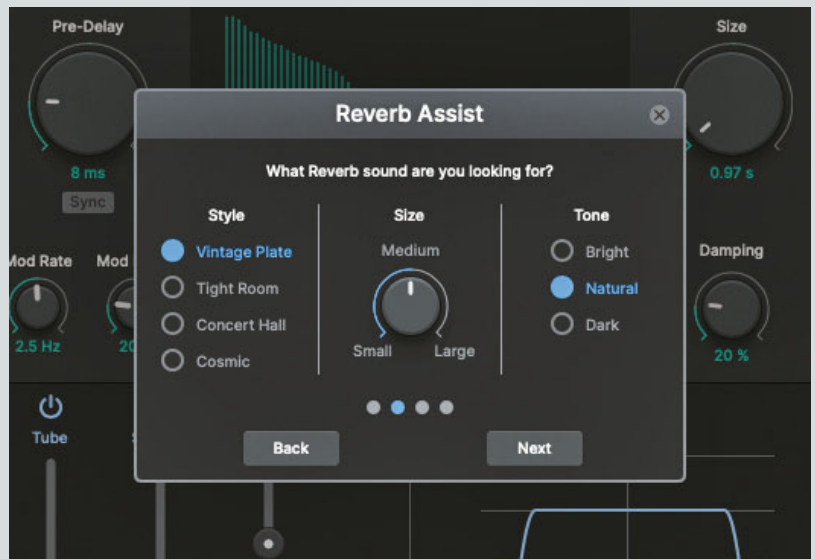 Pre-Delay
Size
Reverb Assist
8 ms
What Reverb sound are you looking for?
0.97 s
Sync
Style
Size
Tone
Mod Rate
Mod
Vintage Plate
Medium
Bright
Damping
Tight Room
Natural
Concert Hall
Dark
2.5 Hz
20
Small
Large
20 %
Cosmic
Tube
Back
Next